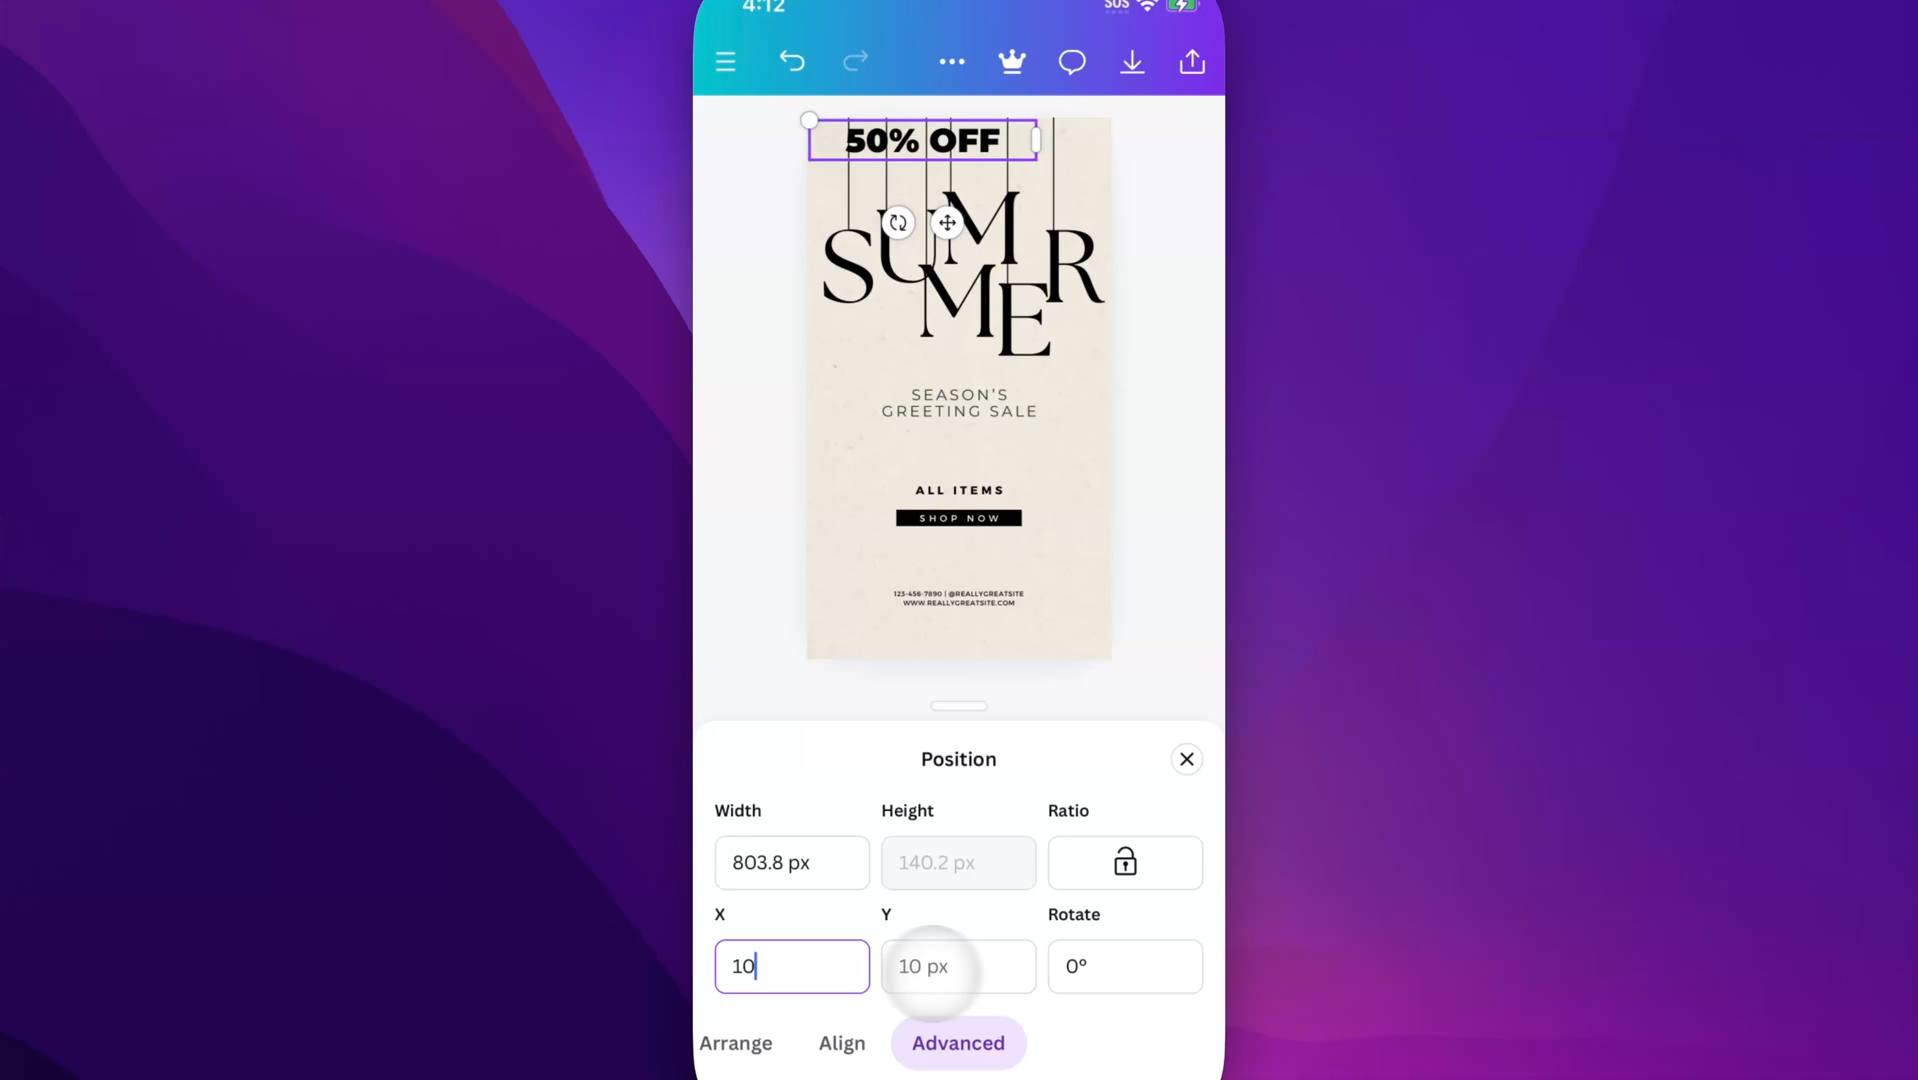 4:12
SOS
50% OFF
SUMMER
SEASON'S
GREETING SALE
ALL ITEMS
SHOP NOW
123-456-7890 | @REALLYGREATSITE
WWW.REALLYGREATSITE.COM
Position
Width Height Ratio
803.8 px 140.2 px
X Y Rotate
10 10 px 0°
Arrange Align Advanced